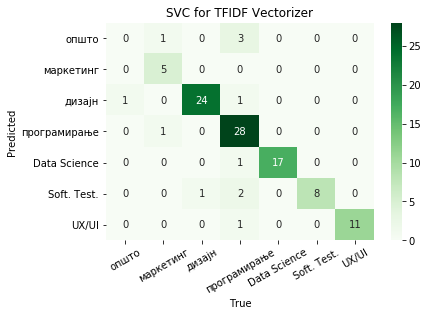 SVC for TFIDF Vectorizer
Predicted
општо 0 1 0 3 0 0 0
маркетинг 0 5 0 0 0 0 0
дизајн 1 0 24 1 0 0 0
програмирање 0 1 0 28 0 0 0
Data Science 0 0 0 1 17 0 0
Soft. Test. 0 0 1 2 0 8 0
UX/UI 0 0 0 1 0 0 11
општо маркетинг дизајн програмирање Data Science Soft. Test. UX/UI
True
25
20
15
10
5
0